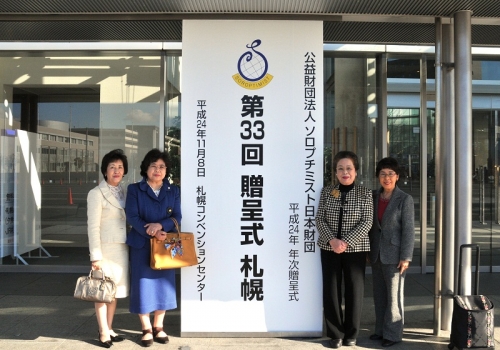 公益財団法人 ソロプチミスト日本財団
平成24年 年次贈呈式
第33回 贈呈式 札幌
平成24年11月8日 札幌コンベンションセンター